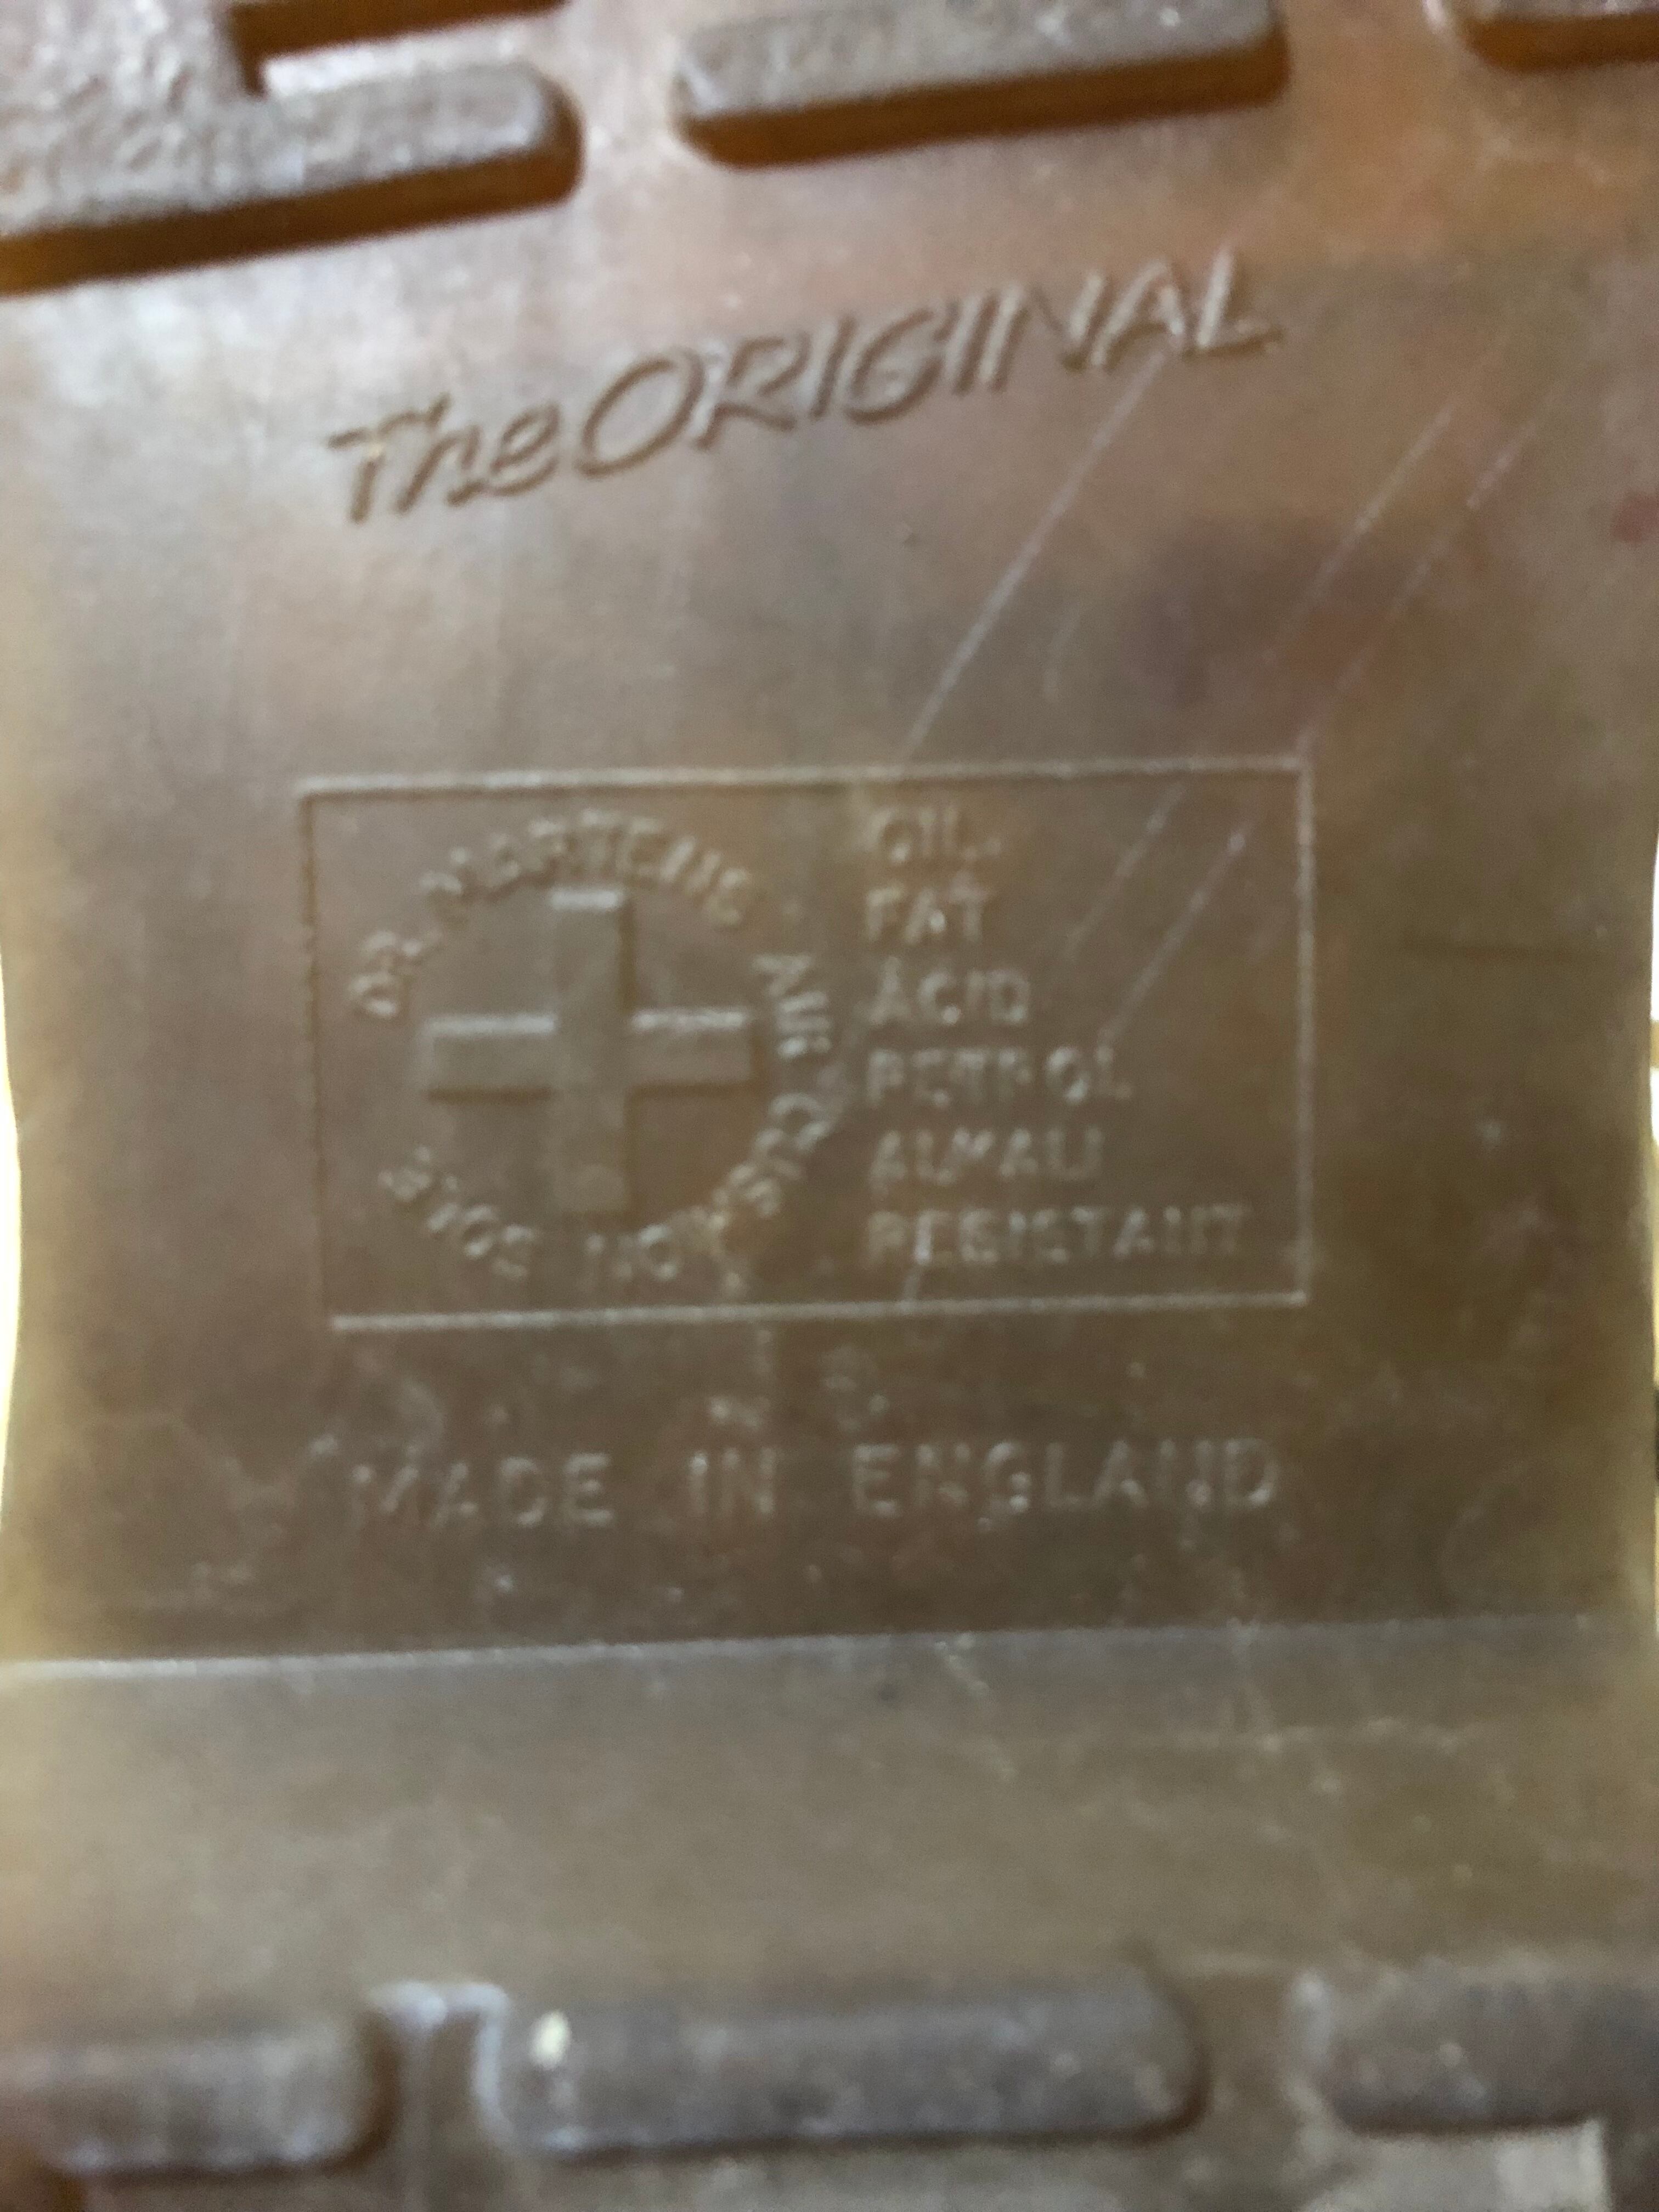 The ORIGINAL
DR. MARTENS AIR CUSHION SOLE
OIL
FAT
ACID
PETROL
ALKALI
RESISTANT
MADE IN ENGLAND